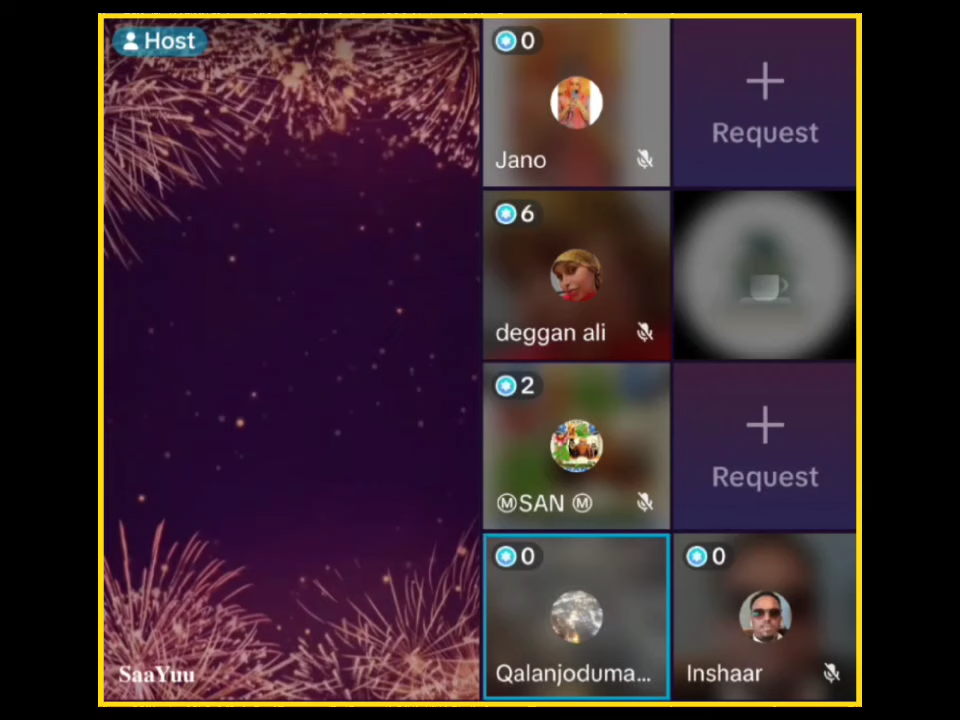 Host
SaaYuu
0
Jano
Request
6
deggan ali
2
ⓂSAN Ⓜ
Request
0
Qalanjoduma...
0
Inshaar